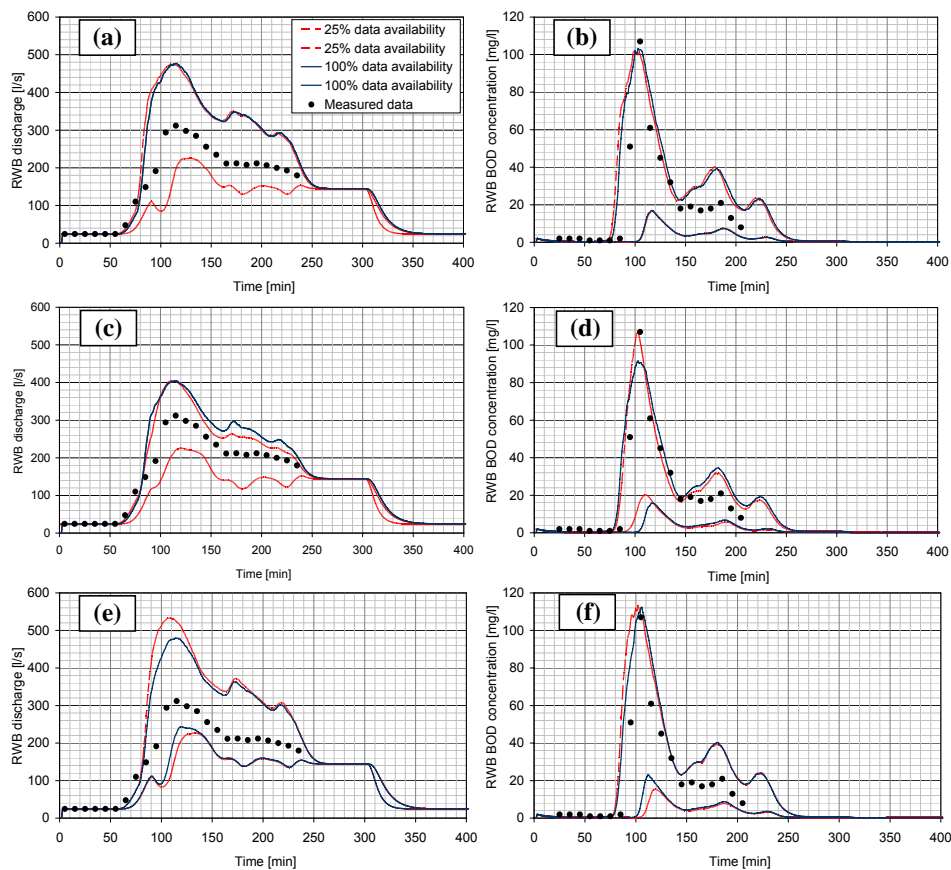 (a)
25% data availability
25% data availability
100% data availability
100% data availability
Measured data
RWB discharge [l/s]
600
500
400
300
200
100
0
0 50 100 150 200 250 300 350 400
Time [min]
(b)
RWB BOD concentration [mg/l]
120
100
80
60
40
20
0
0 50 100 150 200 250 300 350 400
Time [min]
(c)
RWB discharge [l/s]
600
500
400
300
200
100
0
0 50 100 150 200 250 300 350 400
Time [min]
(d)
RWB BOD concentration [mg/l]
120
100
80
60
40
20
0
0 50 100 150 200 250 300 350 400
Time [min]
(e)
RWB discharge [l/s]
600
500
400
300
200
100
0
0 50 100 150 200 250 300 350 400
Time [min]
(f)
RWB BOD concentration [mg/l]
120
100
80
60
40
20
0
0 50 100 150 200 250 300 350 400
Time [min]